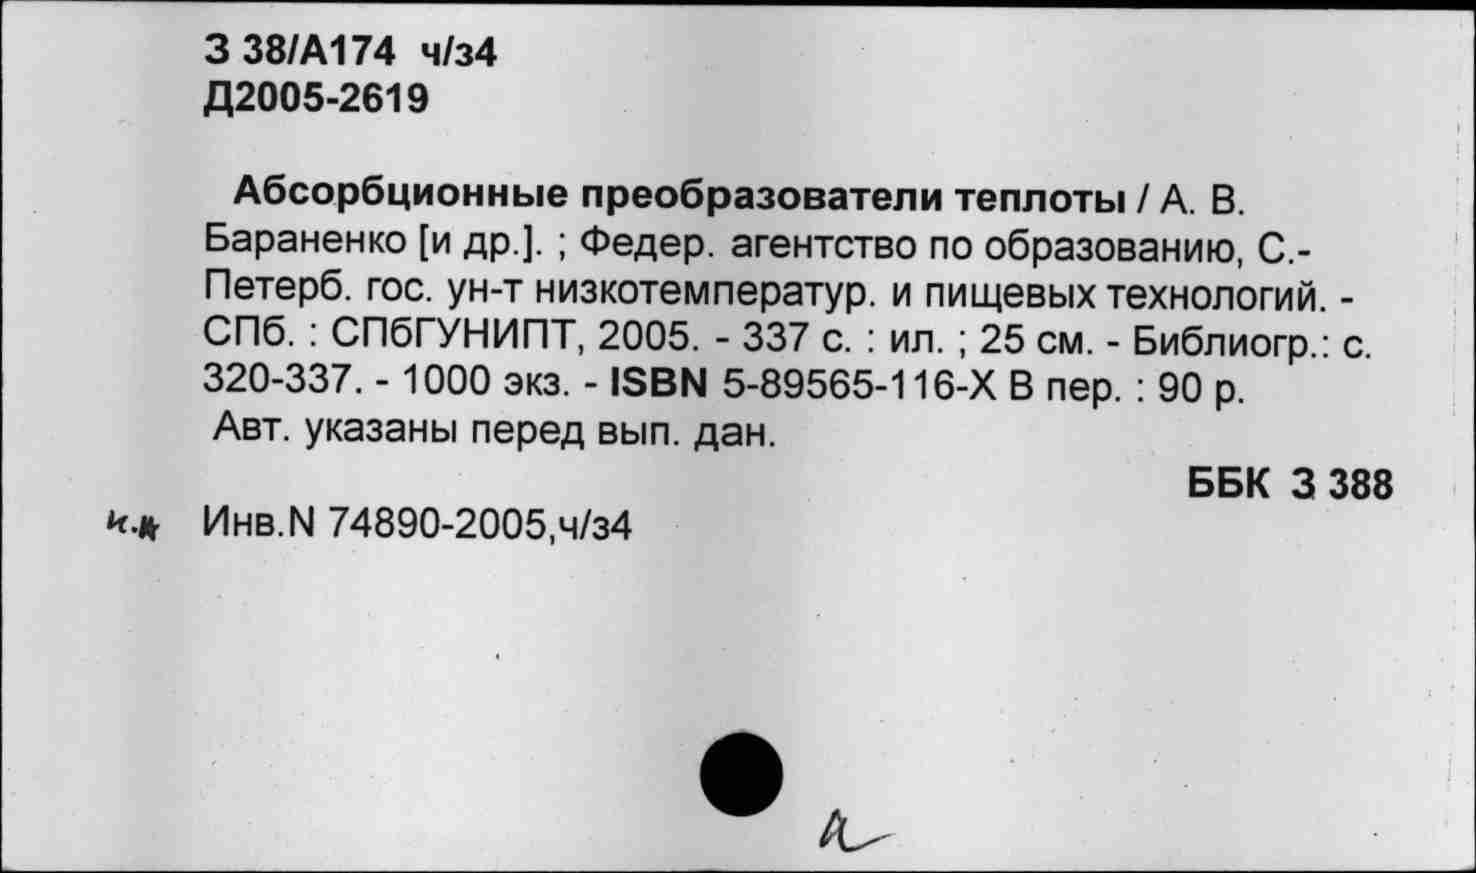 З 38/А174 ч/з4
Д2005-2619
Абсорбционные преобразователи теплоты / А. В.
Бараненко [и др.]. ; Федер. агентство по образованию, С.-
Петерб. гос. ун-т низкотемператур. и пищевых технологий. -
СПб. : СПбГУНИПТ, 2005. - 337 с. : ил. ; 25 см. - Библиогр.: с.
320-337. - 1000 экз. - ISBN 5-89565-116-X В пер. : 90 р.
Авт. указаны перед вып. дан.
ББК З 388
Инв.N 74890-2005,ч/з4